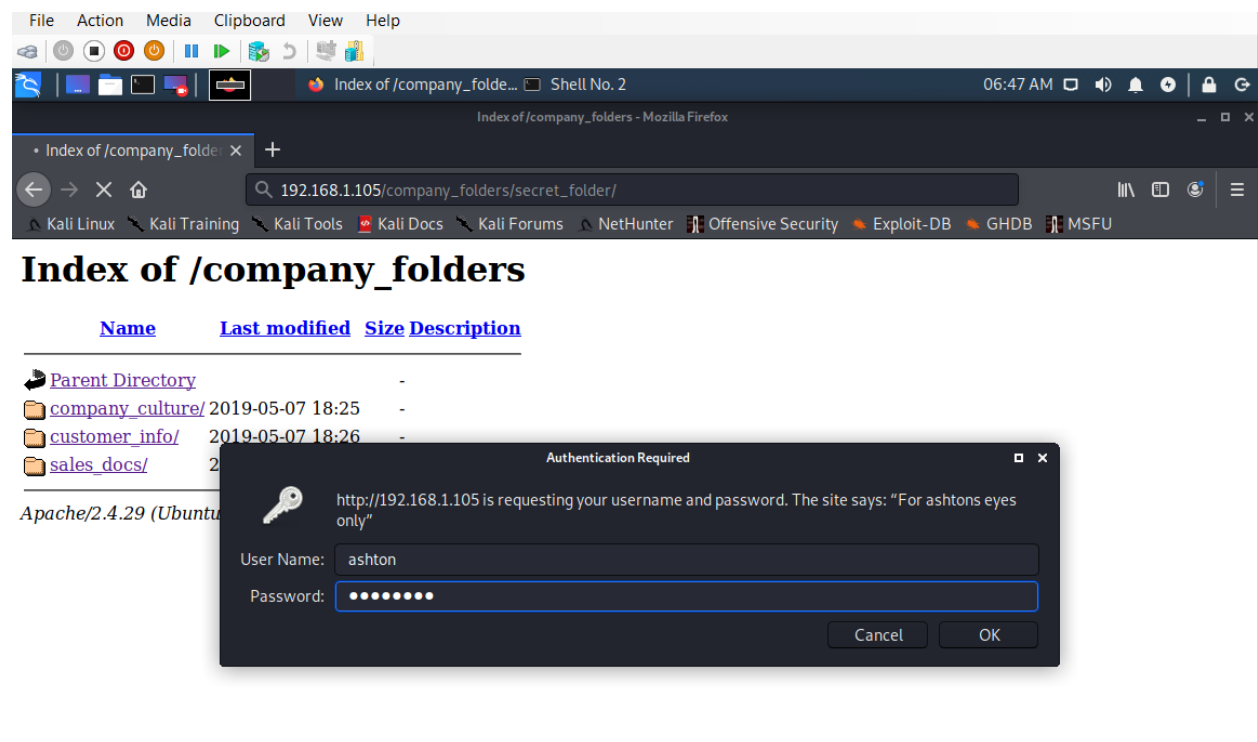 File Action Media Clipboard View Help
Index of /company_folde... Shell No. 2 06:47 AM
Index of /company_folders - Mozilla Firefox
• Index of /company_folder
192.168.1.105/company_folders/secret_folder/
Kali Linux Kali Training Kali Tools Kali Docs Kali Forums NetHunter Offensive Security Exploit-DB GHDB MSFU
Index of /company_folders
Name Last modified Size Description
Parent Directory -
company_culture/ 2019-05-07 18:25 -
customer_info/ 2019-05-07 18:26 -
sales_docs/ 2
Apache/2.4.29 (Ubuntu
Authentication Required
http://192.168.1.105 is requesting your username and password. The site says: “For ashtons eyes
only”
User Name: ashton
Password: ••••••••
Cancel OK